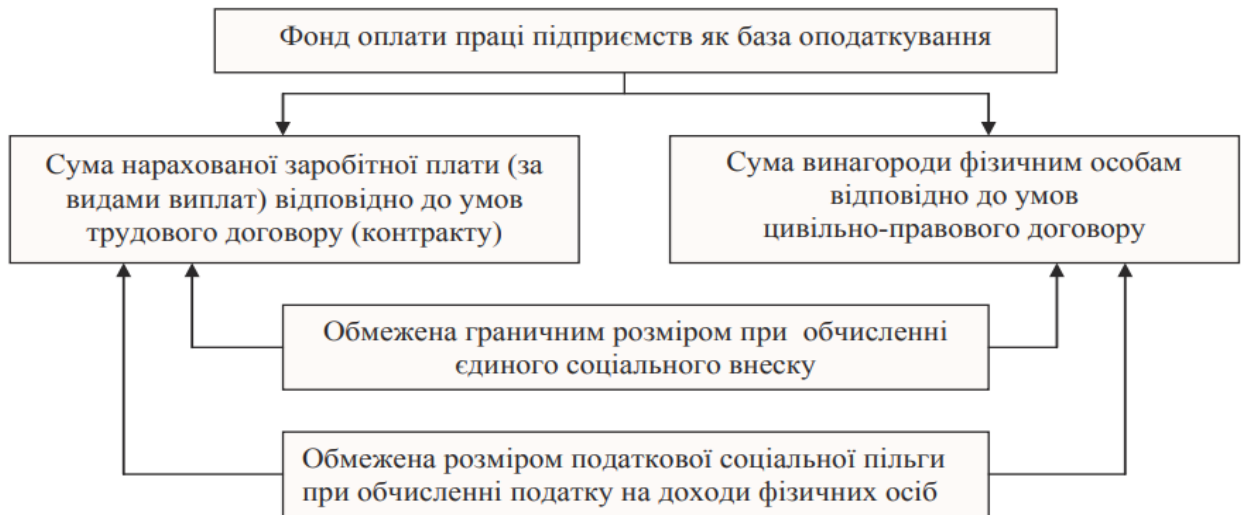 Фонд оплати праці підприємств як база оподаткування
Сума нарахованої заробітної плати (за
видами виплат) відповідно до умов
трудового договору (контракту)
Сума винагороди фізичним особам
відповідно до умов
цивільно-правового договору
Обмежена граничним розміром при обчисленні
єдиного соціального внеску
Обмежена розміром податкової соціальної пільги
при обчисленні податку на доходи фізичних осіб